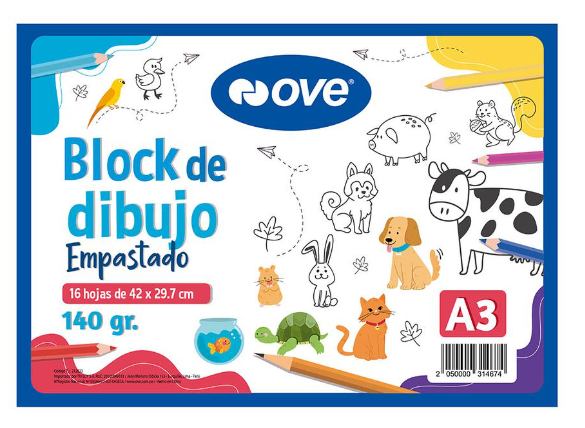 ove®
Block de
dibujo
Empastado
16 hojas de 42 x 29.7 cm
140 gr.
A3
2 050000 314674